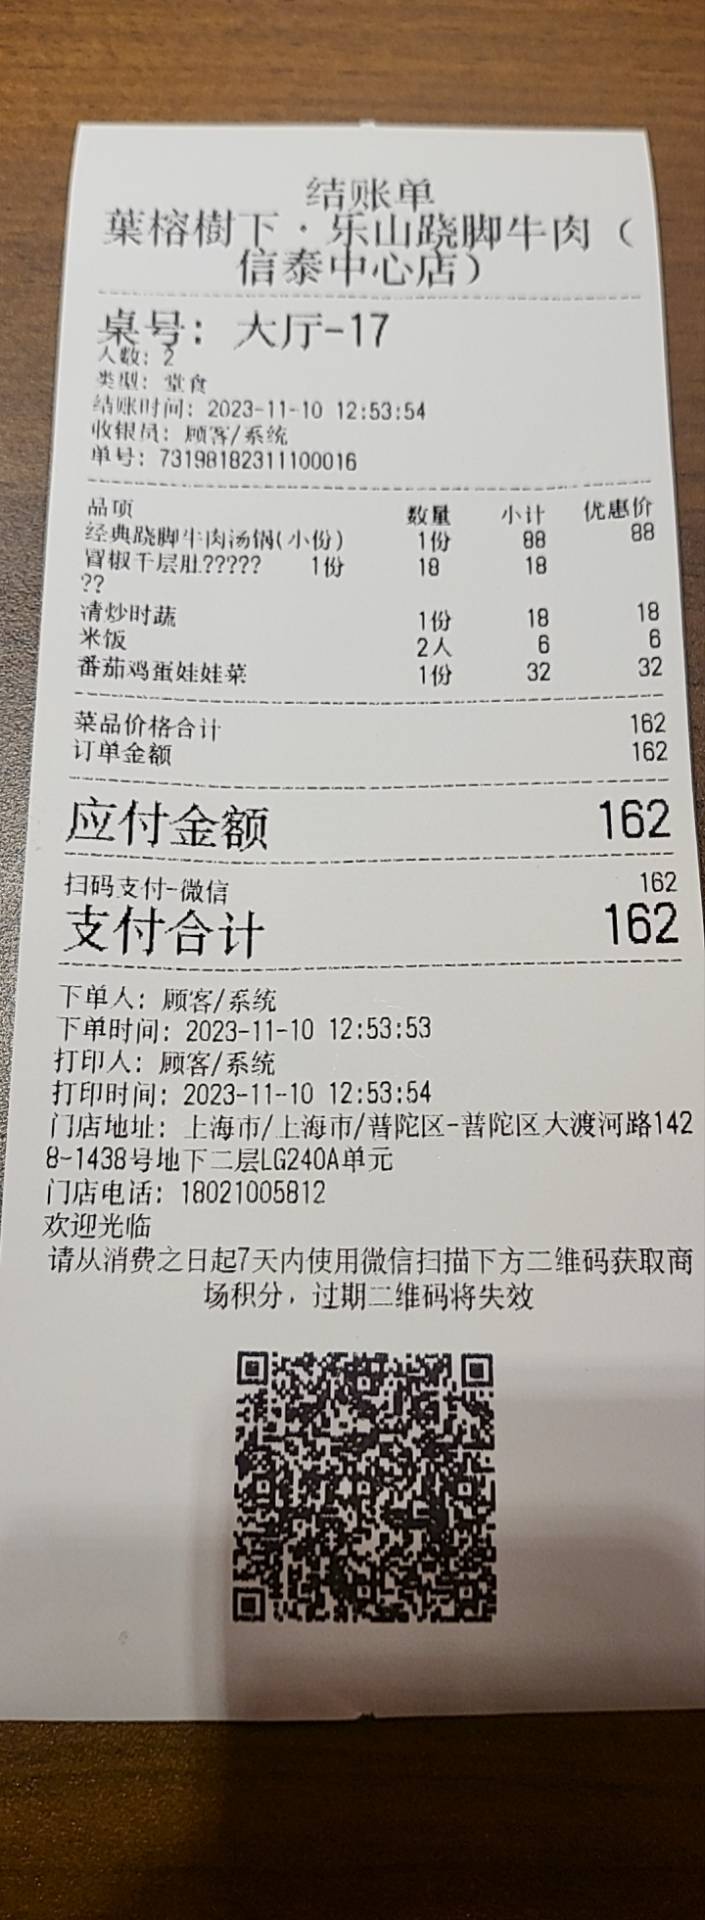 结账单
葉榕樹下·乐山跷脚牛肉（
信泰中心店）
桌号: 大厅-17
人数: 2
类型: 堂食
结账时间: 2023-11-10 12:53:54
收银员: 顾客/系统
单号: 731981823111000​16
品项 数量 小计 优惠价
经典跷脚牛肉汤锅(小份) 1份 88 88
冒椒千层肚????? 1份 18 18
??
清炒时蔬 1份 18 18
米饭 2人 6 6
番茄鸡蛋娃娃菜 1份 32 32
菜品价格合计 162
订单金额 162
应付金额 162
扫码支付-微信 162
支付合计 162
下单人: 顾客/系统
下单时间: 2023-11-10 12:53:53
打印人: 顾客/系统
打印时间: 2023-11-10 12:53:54
门店地址: 上海市/上海市/普陀区-普陀区大渡河路142
8-1438号地下二层LG240A单元
门店电话: 18021005812
欢迎光临
请从消费之日起7天内使用微信扫描下方二维码获取商
场积分，过期二维码将失效